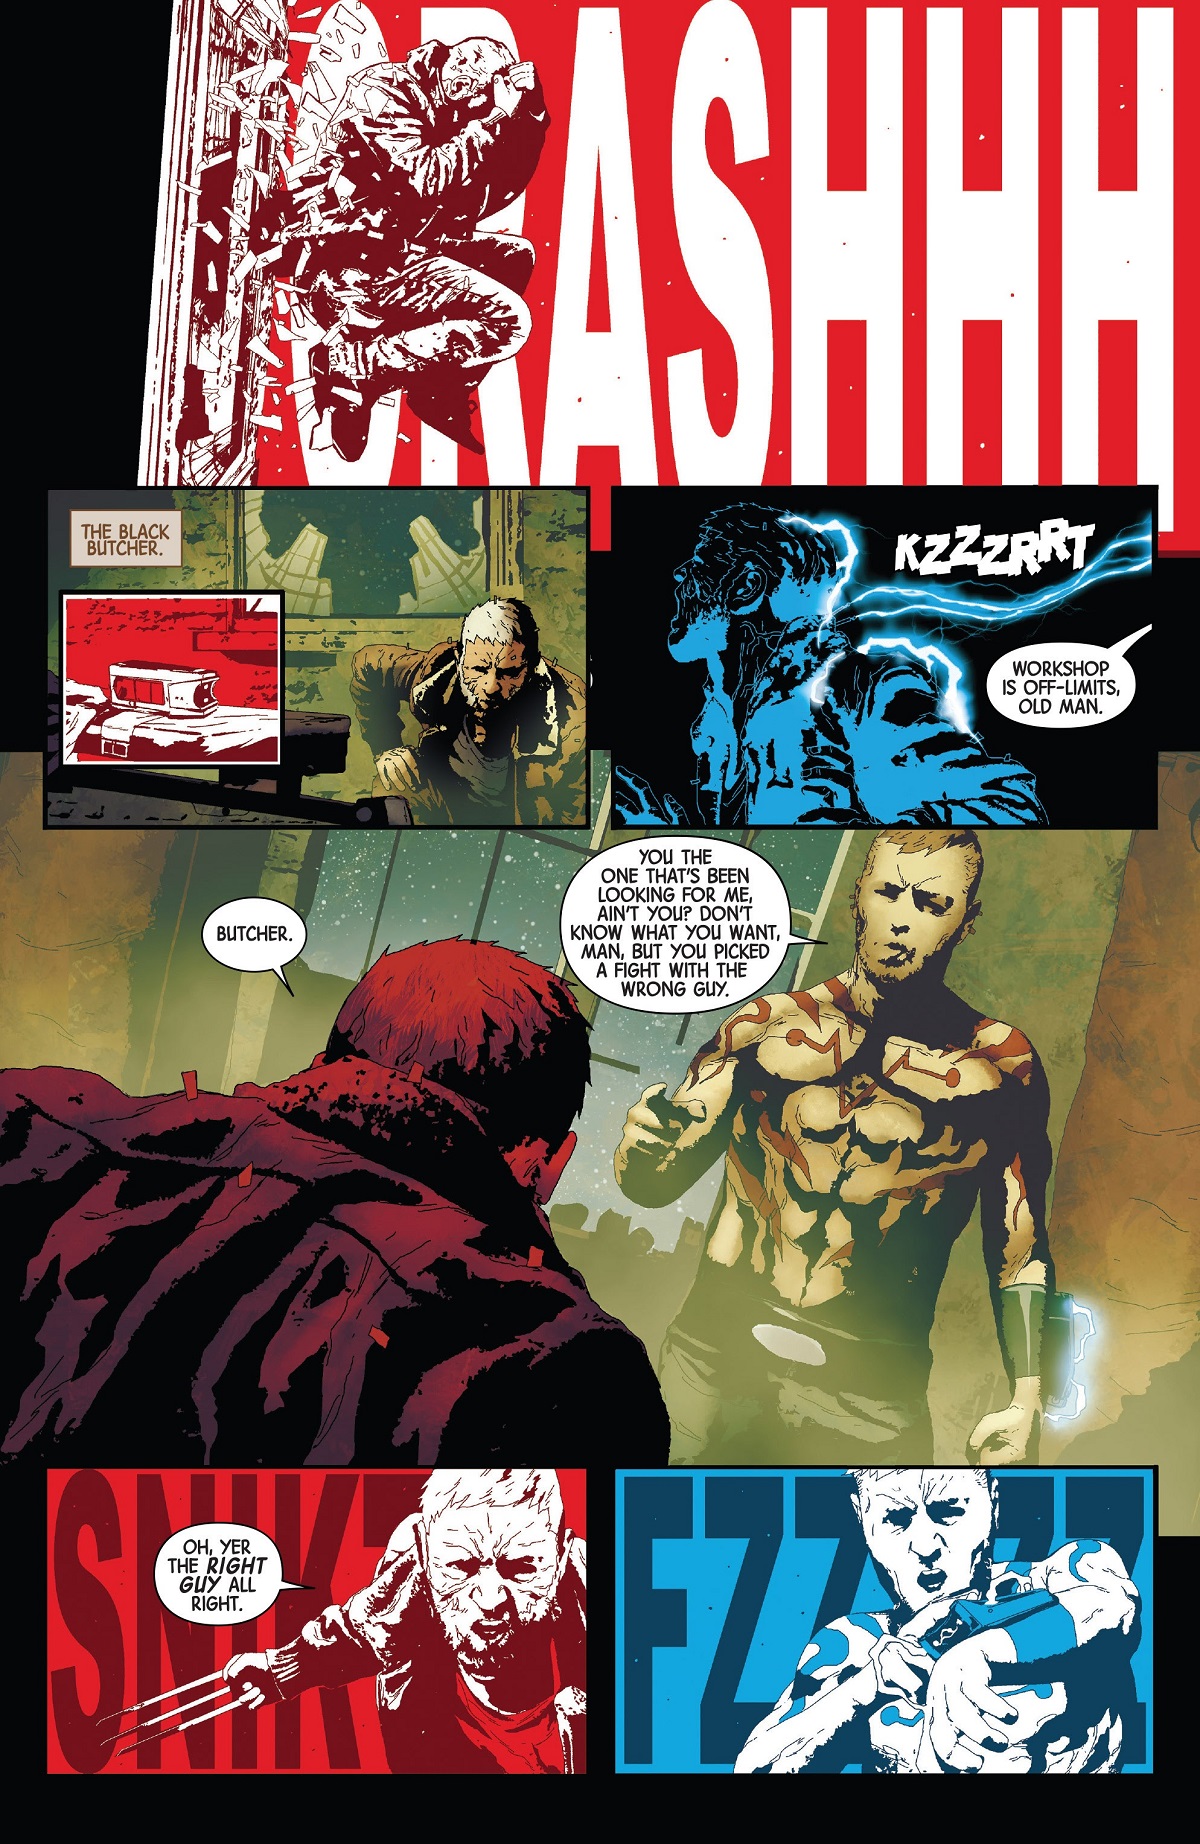 CRASHHH
THE BLACK
BUTCHER.
KZZZRRT
WORKSHOP
IS OFF-LIMITS,
OLD MAN.
BUTCHER.
YOU THE
ONE THAT'S BEEN
LOOKING FOR ME,
AIN'T YOU? DON'T
KNOW WHAT YOU WANT,
MAN, BUT YOU PICKED
A FIGHT WITH THE
WRONG GUY.
SNIKT
OH, YER
THE RIGHT
GUY ALL
RIGHT.